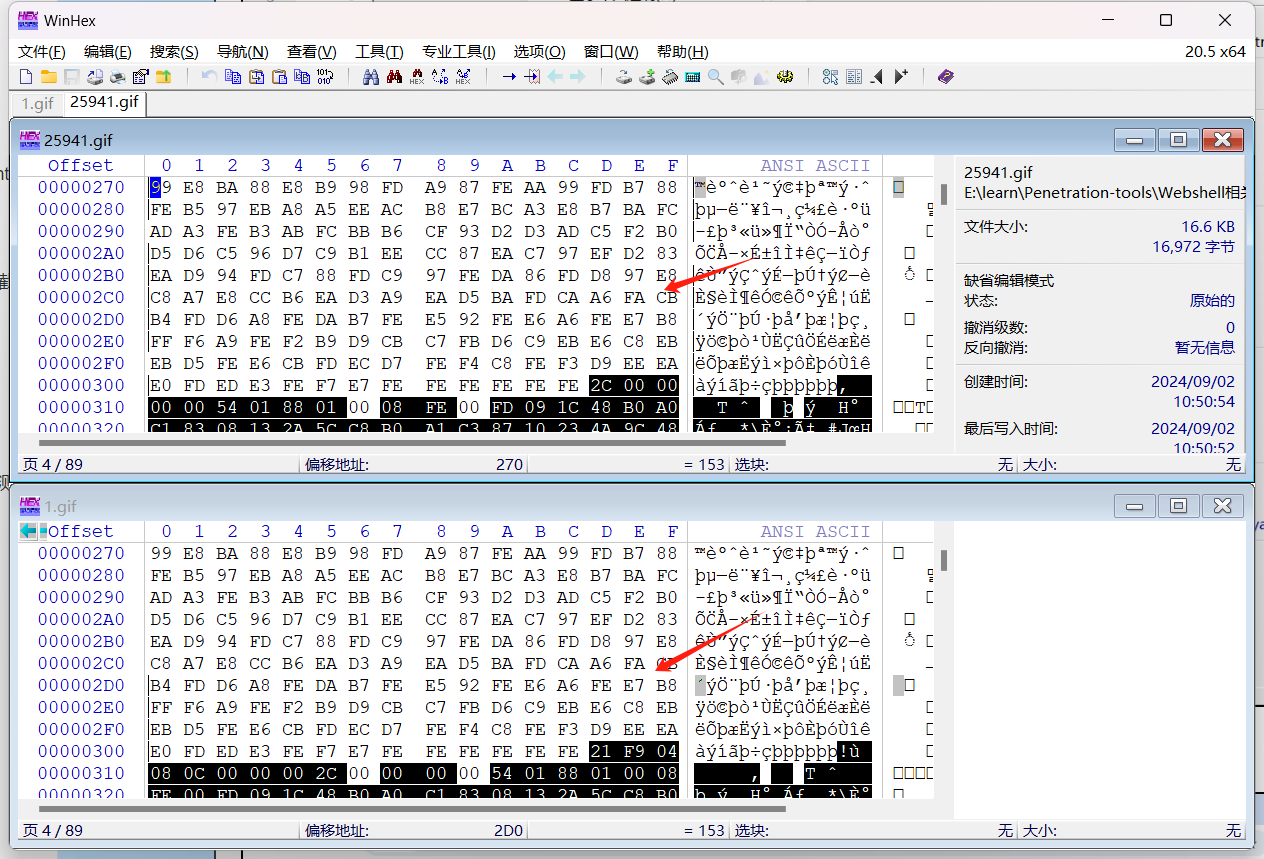 WinHex
文件(F) 编辑(E) 搜索(S) 导航(N) 查看(V) 工具(T) 专业工具(I) 选项(O) 窗口(W) 帮助(H) 20.5 x64
1.gif 25941.gif
25941.gif
Offset 0 1 2 3 4 5 6 7 8 9 A B C D E F ANSI ASCII
00000270 99 E8 BA 88 E8 B9 98 FD A9 87 FE AA 99 FD B7 88 ™èºˆè¹˜ý©‡þª™ý·ˆ
00000280 FE B5 97 EB A8 A5 EE AC B8 E7 BC A3 E8 B7 BA FC þµ—ë¨¥î¬¸ç¼£è·ºü
00000290 AD A3 FE B3 AB FC BB B6 CF 93 D2 D3 AD C5 F2 B0 -£þ³«ü»¶Ï“ÒÓ-Åò°
000002A0 D5 D6 C5 96 D7 C9 B1 EE CC 87 EA C7 97 EF D2 83 ÕÖÅ–×É±îÌ‡êÇ—ïÒƒ
000002B0 EA D9 94 FD C7 88 FD C9 97 FE DA 86 FD D8 97 E8 êÙ”ýÇˆýÉ—þÚ†ýØ—è
000002C0 C8 A7 E8 CC B6 EA D3 A9 EA D5 BA FD CA A6 FA CB È§èÌ¶êÓ©êÕºýÊ¦úË
000002D0 B4 FD D6 A8 FE DA B7 FE E5 92 FE E6 A6 FE E7 B8 ´ýÖ¨þÚ·þå’þæ¦þç¸
000002E0 FF F6 A9 FE F2 B9 D9 CB C7 FB D6 C9 EB E6 C8 EB ÿö©þò¹ÙËÇûÖÉëæÈë
000002F0 EB D5 FE E6 CB FD EC D7 FE F4 C8 FE F3 D9 EE EA ëÕþæËýì×þôÈþóÙîê
00000300 E0 FD ED E3 FE F7 E7 FE FE FE FE FE FE 2C 00 00 àýíãþ÷çþþþþþþ,
00000310 00 00 54 01 88 01 00 08 FE 00 FD 09 1C 48 B0 A0 T ˆ þ ý H°
00000320 C1 83 08 13 2A 5C C8 B0 A1 C3 87 10 23 4A 9C 48 Áƒ *\È°¡Ã‡ #JœH
页 4 / 89 偏移地址: 270 = 153 选块: 无 大小: 无
25941.gif
E:\learn\Penetration-tools\Webshell相
文件大小: 16.6 KB
16,972 字节
缺省编辑模式
状态: 原始的
撤消级数: 0
反向撤消: 暂无信息
创建时间: 2024/09/02
10:50:54
最后写入时间: 2024/09/02
10:50:52
1.gif
Offset 0 1 2 3 4 5 6 7 8 9 A B C D E F ANSI ASCII
00000270 99 E8 BA 88 E8 B9 98 FD A9 87 FE AA 99 FD B7 88 ™èºˆè¹˜ý©‡þª™ý·ˆ
00000280 FE B5 97 EB A8 A5 EE AC B8 E7 BC A3 E8 B7 BA FC þµ—ë¨¥î¬¸ç¼£è·ºü
00000290 AD A3 FE B3 AB FC BB B6 CF 93 D2 D3 AD C5 F2 B0 -£þ³«ü»¶Ï“ÒÓ-Åò°
000002A0 D5 D6 C5 96 D7 C9 B1 EE CC 87 EA C7 97 EF D2 83 ÕÖÅ–×É±îÌ‡êÇ—ïÒƒ
000002B0 EA D9 94 FD C7 88 FD C9 97 FE DA 86 FD D8 97 E8 êÙ”ýÇˆýÉ—þÚ†ýØ—è
000002C0 C8 A7 E8 CC B6 EA D3 A9 EA D5 BA FD CA A6 FA CB È§èÌ¶êÓ©êÕºýÊ¦úË
000002D0 B4 FD D6 A8 FE DA B7 FE E5 92 FE E6 A6 FE E7 B8 ´ýÖ¨þÚ·þå’þæ¦þç¸
000002E0 FF F6 A9 FE F2 B9 D9 CB C7 FB D6 C9 EB E6 C8 EB ÿö©þò¹ÙËÇûÖÉëæÈë
000002F0 EB D5 FE E6 CB FD EC D7 FE F4 C8 FE F3 D9 EE EA ëÕþæËýì×þôÈþóÙîê
00000300 E0 FD ED E3 FE F7 E7 FE FE FE FE FE FE 21 F9 04 àýíãþ÷çþþþþþþ!ù
00000310 08 0C 00 00 00 2C 00 00 00 00 54 01 88 01 00 08 , T ˆ
00000320 FE 00 FD 09 1C 48 B0 A0 C1 83 08 13 2A 5C C8 B0 þ ý H° Áƒ *\È°
页 4 / 89 偏移地址: 2D0 = 153 选块: 无 大小: 无